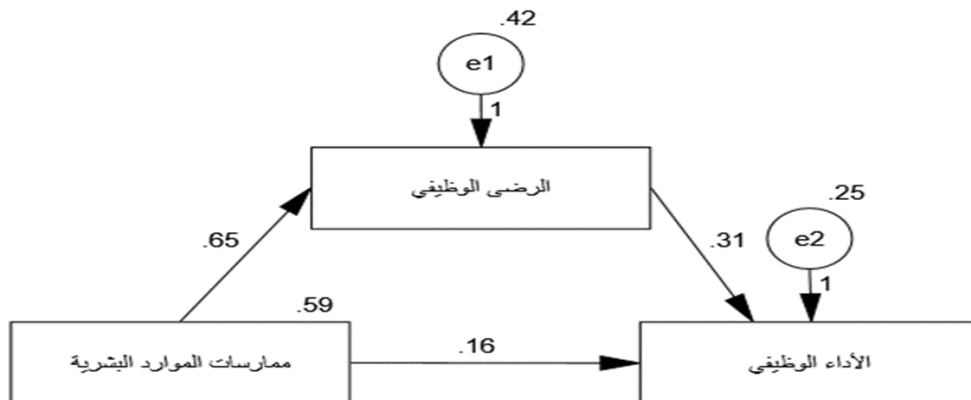 .42
e1
1
الرضى الوظيفي
.25
.65
.31
e2
.59
1
ممارسات الموارد البشرية
.16
الأداء الوظيفي